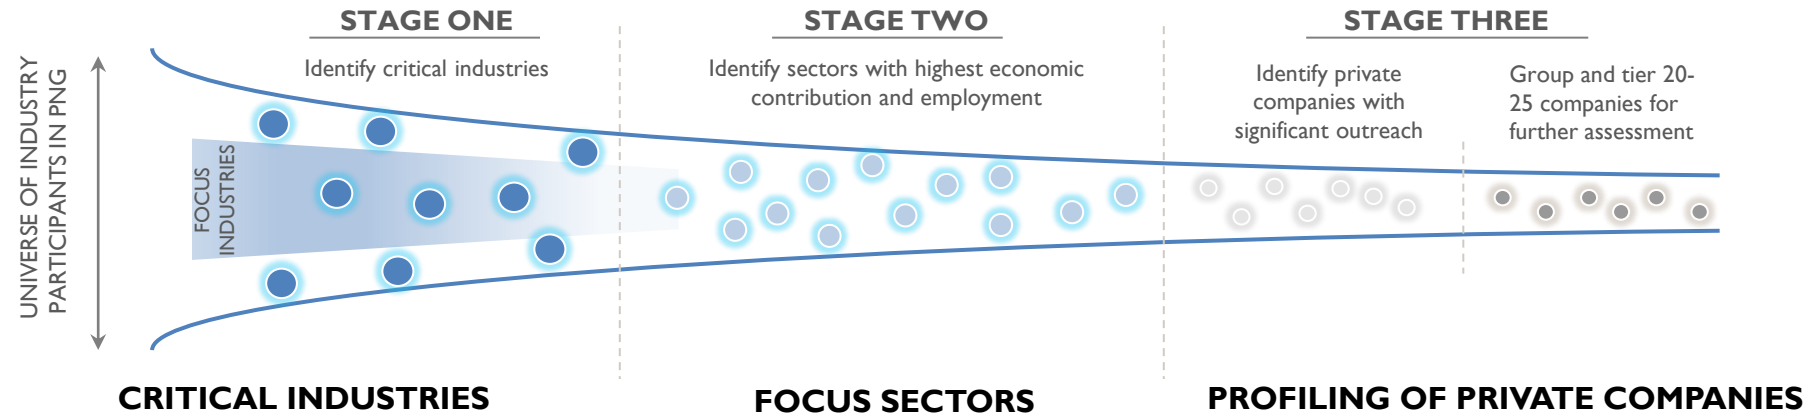 STAGE ONE
Identify critical industries
STAGE TWO
Identify sectors with highest economic
contribution and employment
STAGE THREE
Identify private
companies with
significant outreach
Group and tier 20-
25 companies for
further assessment
UNIVERSE OF INDUSTRY
PARTICIPANTS IN PNG
FOCUS
INDUSTRIES
CRITICAL INDUSTRIES
FOCUS SECTORS
PROFILING OF PRIVATE COMPANIES